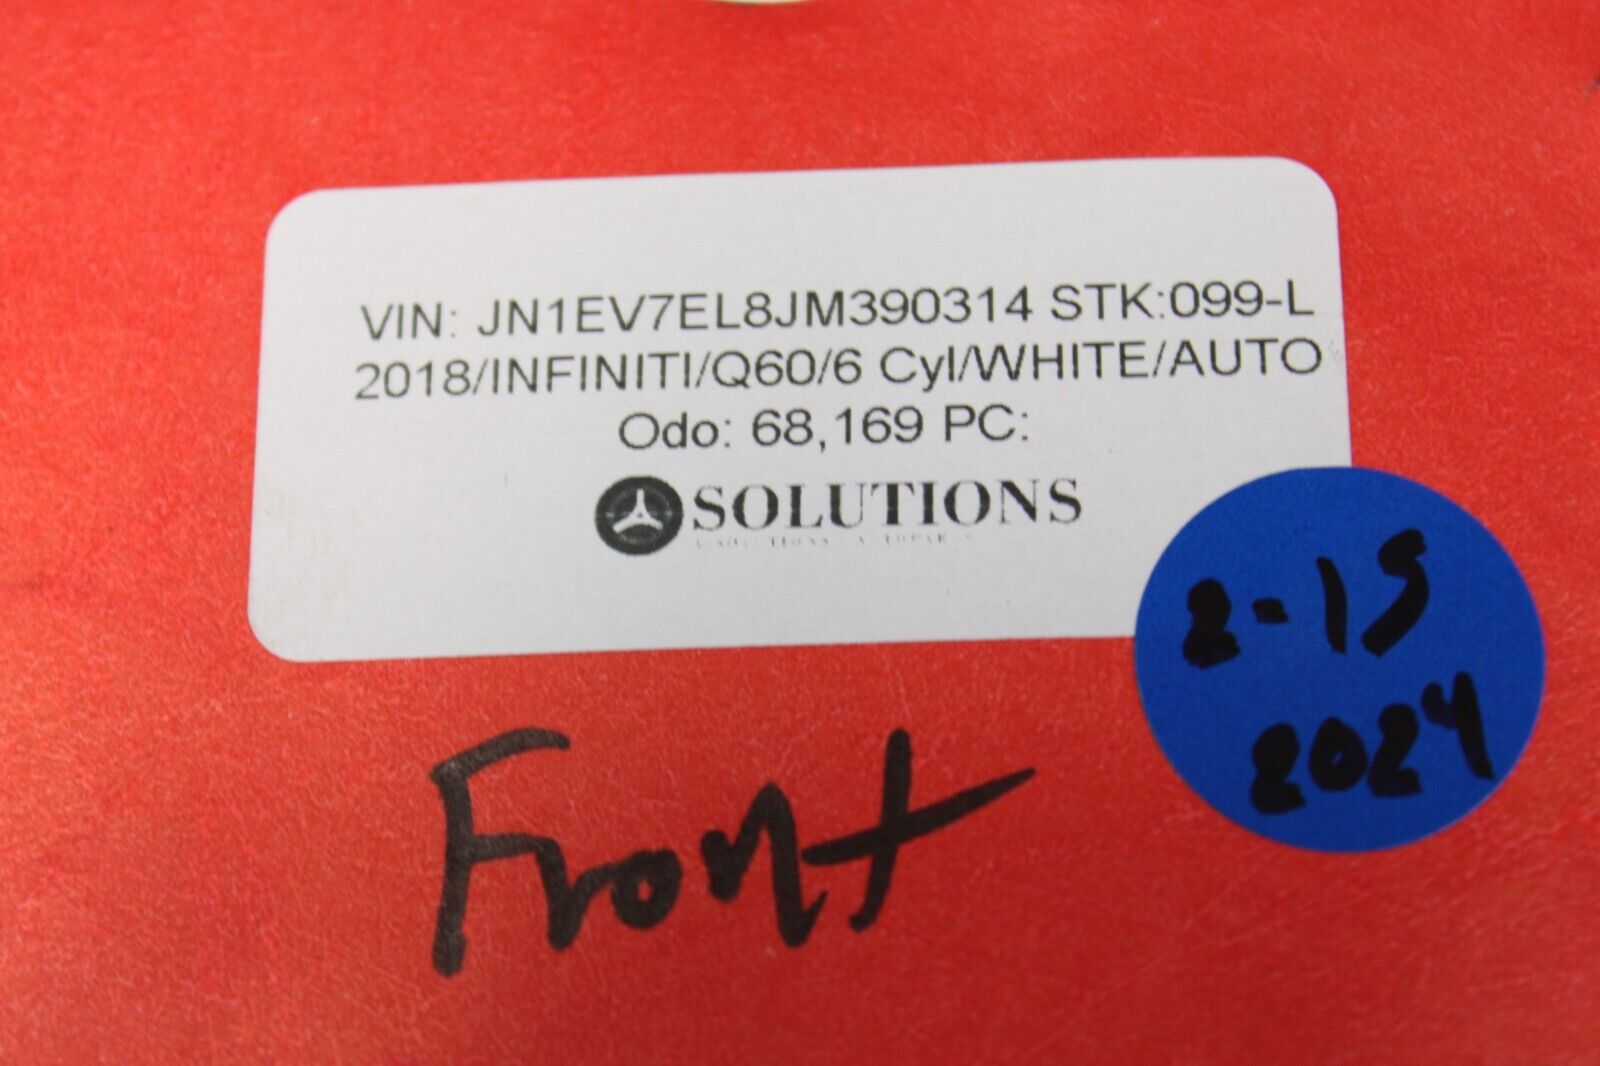 VIN: JN1EV7EL8JM390314 STK:099-L
2018/INFINITI/Q60/6 Cyl/WHITE/AUTO
Odo: 68,169 PC:
SOLUTIONS
2-15
2024
Front